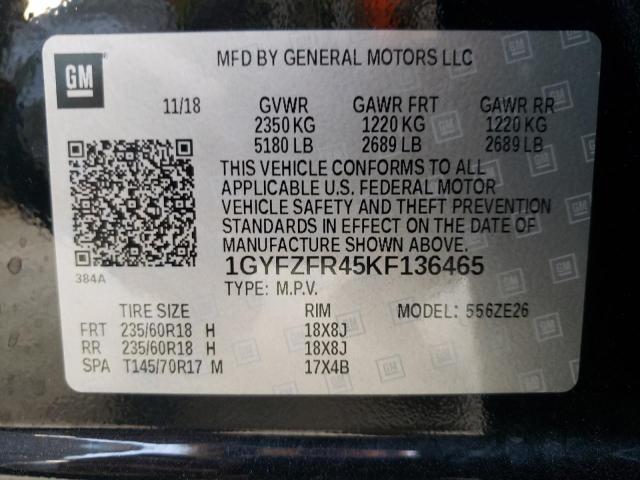 GM
MFD BY GENERAL MOTORS LLC
11/18 GVWR GAWR FRT GAWR RR
2350 KG 1220 KG 1220 KG
5180 LB 2689 LB 2689 LB
THIS VEHICLE CONFORMS TO ALL
APPLICABLE U.S. FEDERAL MOTOR
VEHICLE SAFETY AND THEFT PREVENTION
STANDARDS IN EFFECT ON THE DATE OF
MANUFACTURE SHOWN ABOVE.
384A
1GYFZFR45KF136465
TYPE: M.P.V.
TIRE SIZE RIM MODEL: 556ZE26
FRT 235/60R18 H 18X8J
RR 235/60R18 H 18X8J
SPA T145/70R17 M 17X4B